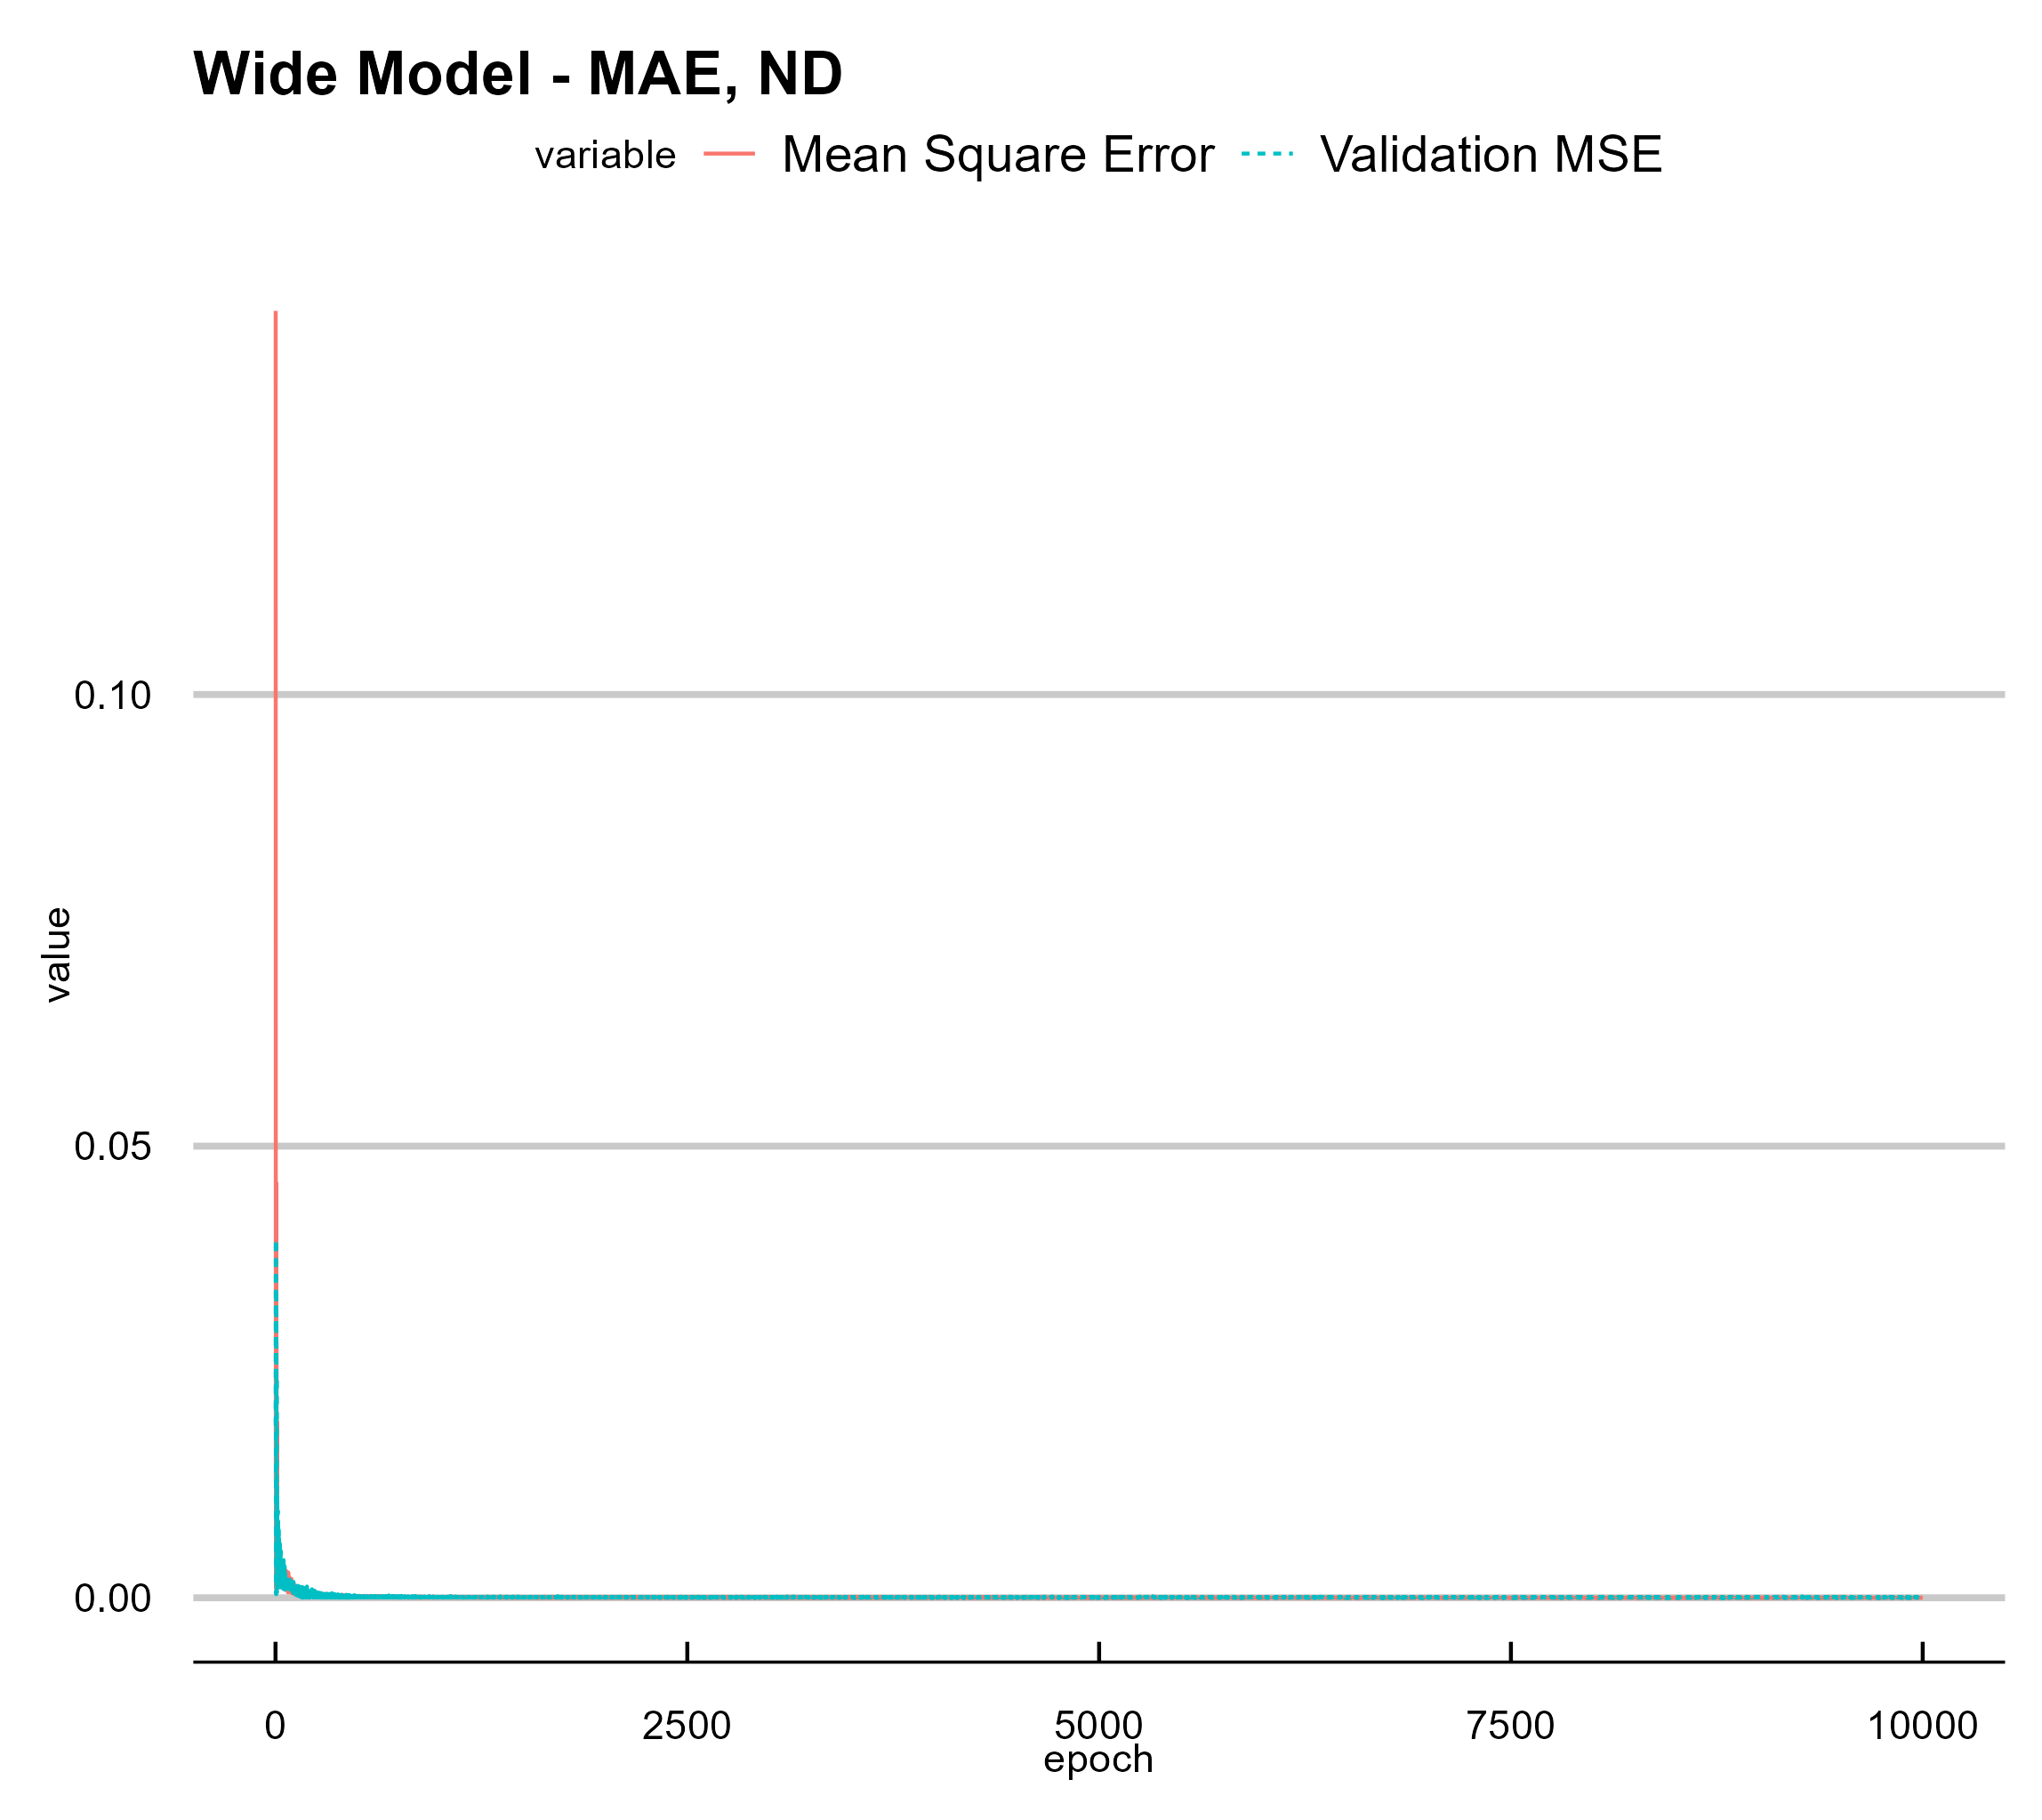 Wide Model - MAE, ND
variable Mean Square Error Validation MSE
value
0.10
0.05
0.00
0 2500 5000 7500 10000
epoch